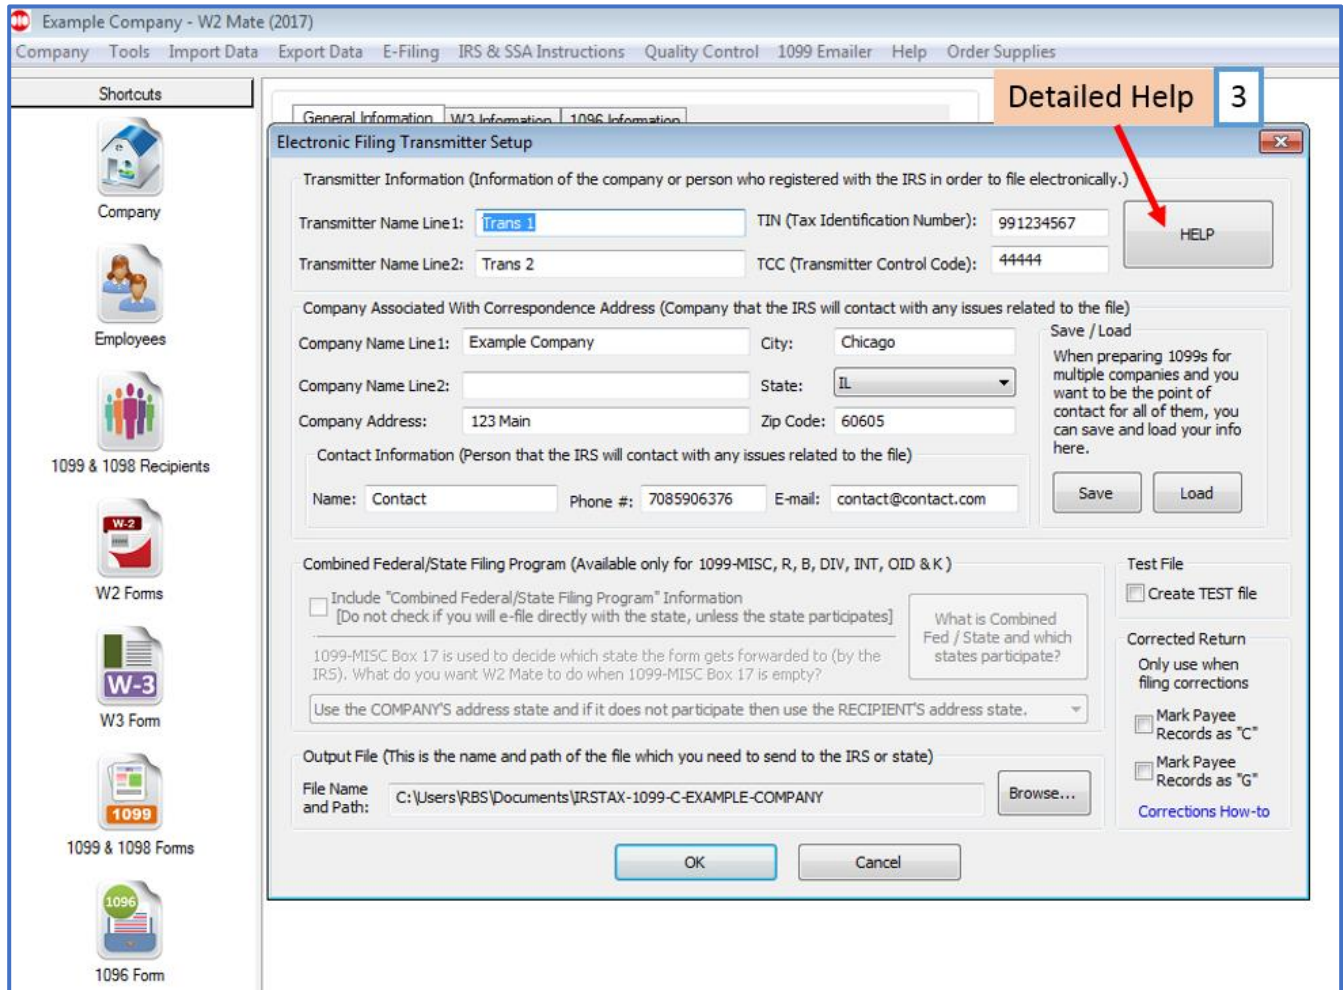 Example Company - W2 Mate (2017)
Company Tools Import Data Export Data E-Filing IRS & SSA Instructions Quality Control 1099 Emailer Help Order Supplies
Shortcuts
Company
Employees
1099 & 1098 Recipients
W-2
W2 Forms
W-3
W3 Form
1099
1099 & 1098 Forms
1096
1096 Form
Detailed Help 3
General Information W3 Information 1096 Information
Electronic Filing Transmitter Setup
Transmitter Information (Information of the company or person who registered with the IRS in order to file electronically.)
Transmitter Name Line1: Trans 1 TIN (Tax Identification Number): 991234567
HELP
Transmitter Name Line2: Trans 2 TCC (Transmitter Control Code): 44444
Company Associated With Correspondence Address (Company that the IRS will contact with any issues related to the file)
Company Name Line1: Example Company City: Chicago
Company Name Line2: State: IL
Company Address: 123 Main Zip Code: 60605
Contact Information (Person that the IRS will contact with any issues related to the file)
Name: Contact Phone #: 7085906376 E-mail: contact@contact.com
Save / Load
When preparing 1099s for
multiple companies and you
want to be the point of
contact for all of them, you
can save and load your info
here.
Save Load
Combined Federal/State Filing Program (Available only for 1099-MISC, R, B, DIV, INT, OID & K )
Include "Combined Federal/State Filing Program" Information
[Do not check if you will e-file directly with the state, unless the state participates]
What is Combined
Fed / State and which
states participate?
1099-MISC Box 17 is used to decide which state the form gets forwarded to (by the
IRS). What do you want W2 Mate to do when 1099-MISC Box 17 is empty?
Use the COMPANY'S address state and if it does not participate then use the RECIPIENT'S address state.
Test File
Create TEST file
Corrected Return
Only use when
filing corrections
Mark Payee
Records as "C"
Mark Payee
Records as "G"
Corrections How-to
Output File (This is the name and path of the file which you need to send to the IRS or state)
File Name
and Path: C:\Users\RBS\Documents\IRSTAX-1099-C-EXAMPLE-COMPANY
Browse...
OK Cancel